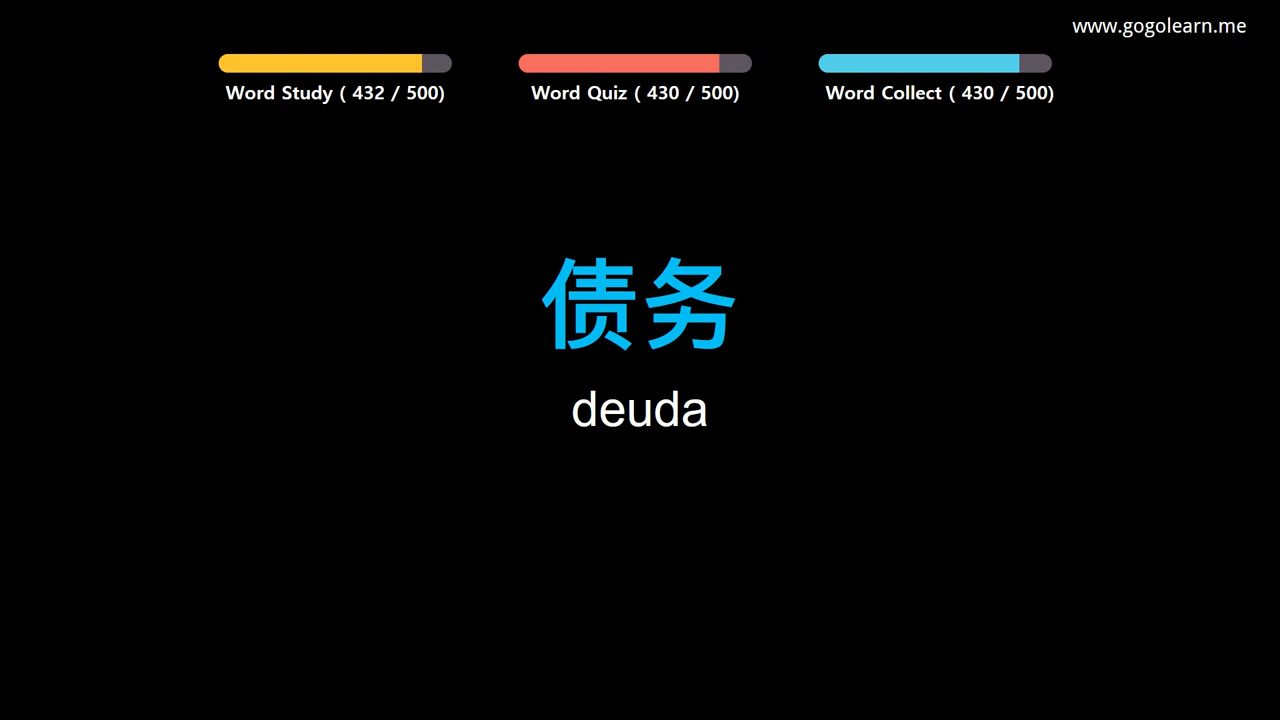 www.gogolearn.me
Word Study ( 432 / 500)
Word Quiz ( 430 / 500)
Word Collect ( 430 / 500)
债务
deuda